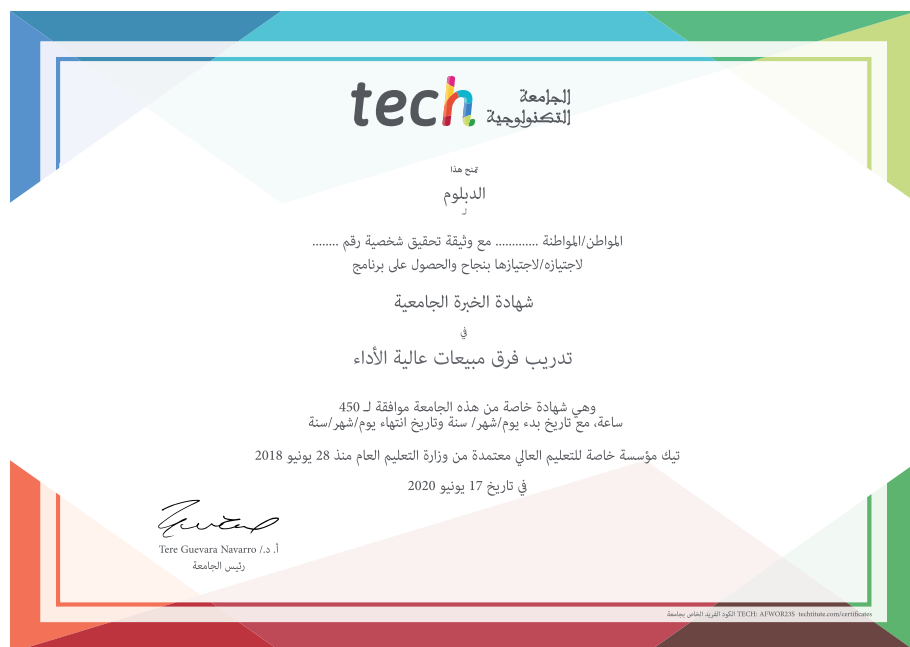 tech الجامعة
التكنولوجية
تمنح هذا
الدبلوم
لـ
المواطن/المواطنة ............. مع وثيقة تحقيق شخصية رقم ........
لاجتيازه/لاجتيازها بنجاح والحصول على برنامج
شهادة الخبرة الجامعية
في
تدريب فرق مبيعات عالية الأداء
وهي شهادة خاصة من هذه الجامعة موافقة لـ 450
ساعة، مع تاريخ بدء يوم/شهر/ سنة وتاريخ انتهاء يوم/شهر/سنة
تيك مؤسسة خاصة للتعليم العالي معتمدة من وزارة التعليم العام منذ 28 يونيو 2018
في تاريخ 17 يونيو 2020
أ. د./ Tere Guevara Navarro
رئيس الجامعة
الكود الفريد الخاص بجامعة TECH: AFWOR23S techtitute.com/certificates